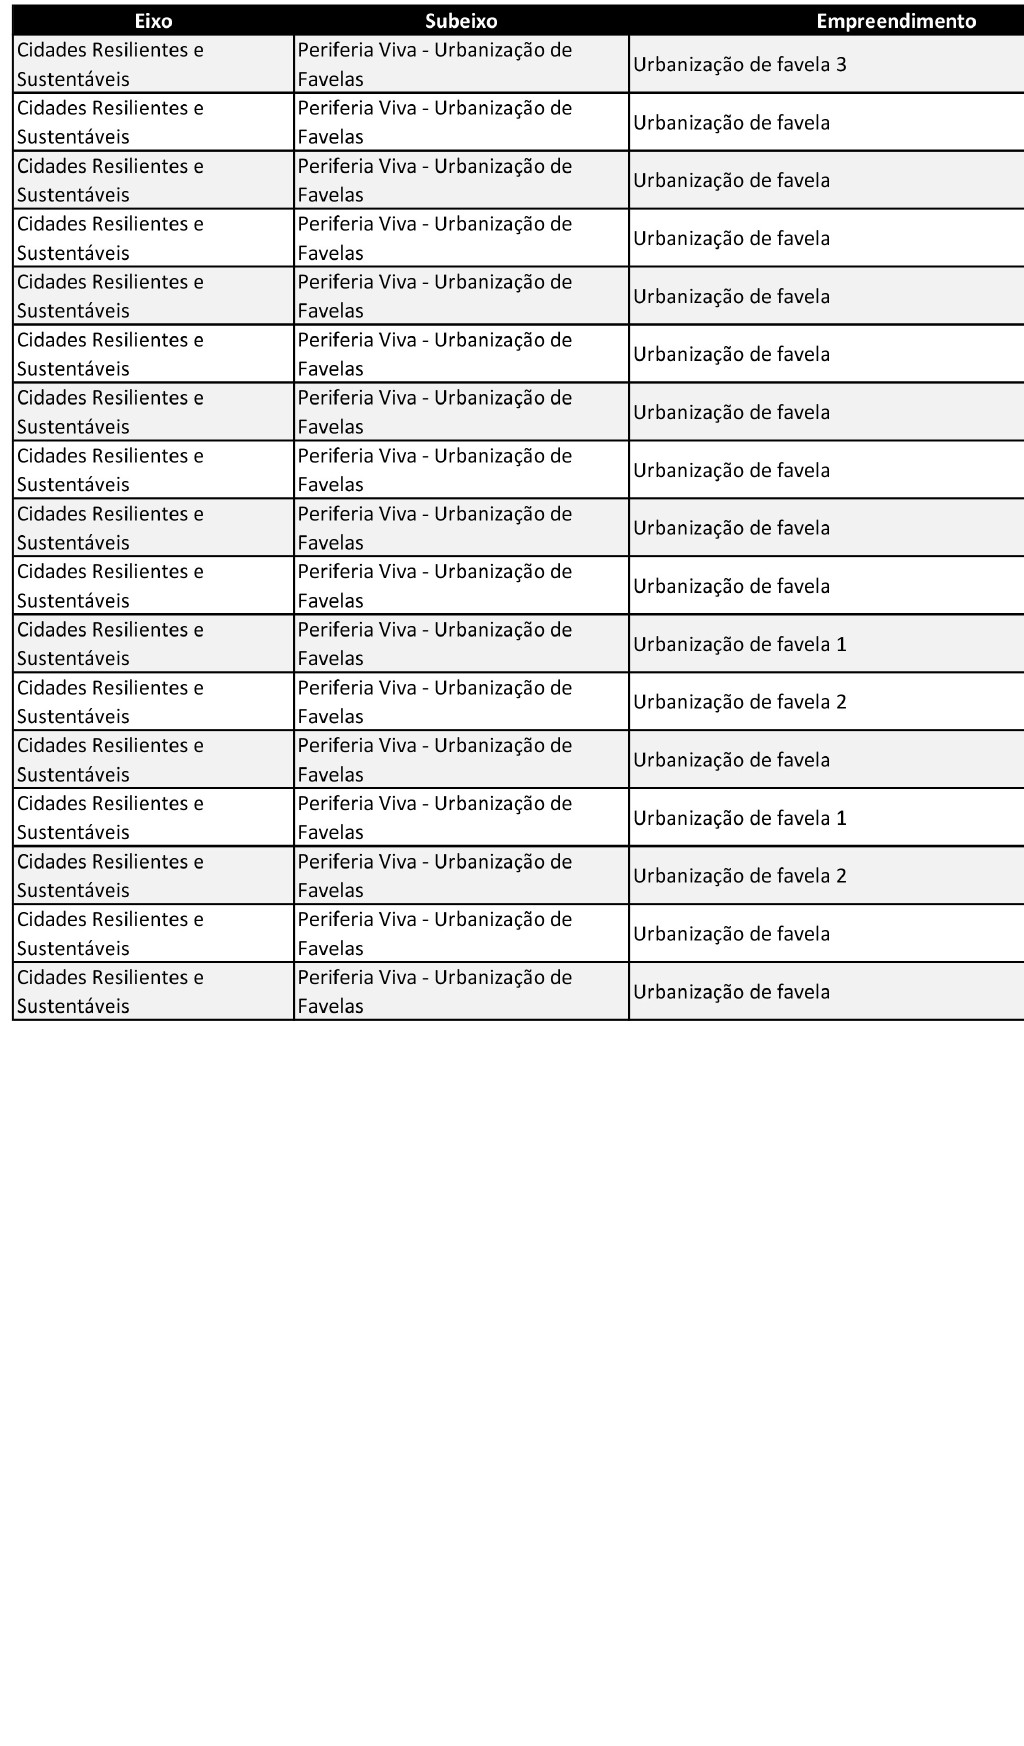 Eixo Subeixo Empreendimento
Cidades Resilientes e Sustentáveis Periferia Viva - Urbanização de Favelas Urbanização de favela 3
Cidades Resilientes e Sustentáveis Periferia Viva - Urbanização de Favelas Urbanização de favela
Cidades Resilientes e Sustentáveis Periferia Viva - Urbanização de Favelas Urbanização de favela
Cidades Resilientes e Sustentáveis Periferia Viva - Urbanização de Favelas Urbanização de favela
Cidades Resilientes e Sustentáveis Periferia Viva - Urbanização de Favelas Urbanização de favela
Cidades Resilientes e Sustentáveis Periferia Viva - Urbanização de Favelas Urbanização de favela
Cidades Resilientes e Sustentáveis Periferia Viva - Urbanização de Favelas Urbanização de favela
Cidades Resilientes e Sustentáveis Periferia Viva - Urbanização de Favelas Urbanização de favela
Cidades Resilientes e Sustentáveis Periferia Viva - Urbanização de Favelas Urbanização de favela
Cidades Resilientes e Sustentáveis Periferia Viva - Urbanização de Favelas Urbanização de favela
Cidades Resilientes e Sustentáveis Periferia Viva - Urbanização de Favelas Urbanização de favela 1
Cidades Resilientes e Sustentáveis Periferia Viva - Urbanização de Favelas Urbanização de favela 2
Cidades Resilientes e Sustentáveis Periferia Viva - Urbanização de Favelas Urbanização de favela
Cidades Resilientes e Sustentáveis Periferia Viva - Urbanização de Favelas Urbanização de favela 1
Cidades Resilientes e Sustentáveis Periferia Viva - Urbanização de Favelas Urbanização de favela 2
Cidades Resilientes e Sustentáveis Periferia Viva - Urbanização de Favelas Urbanização de favela
Cidades Resilientes e Sustentáveis Periferia Viva - Urbanização de Favelas Urbanização de favela